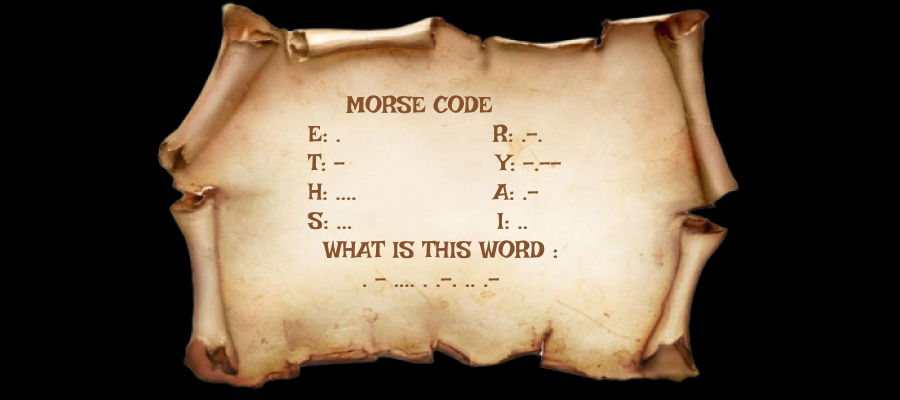 MORSE CODE
E: . R: .-.
T: - Y: -.--
H: .... A: .-
S: ... I: ..
WHAT IS THIS WORD :
. - .... . .-. .. .-